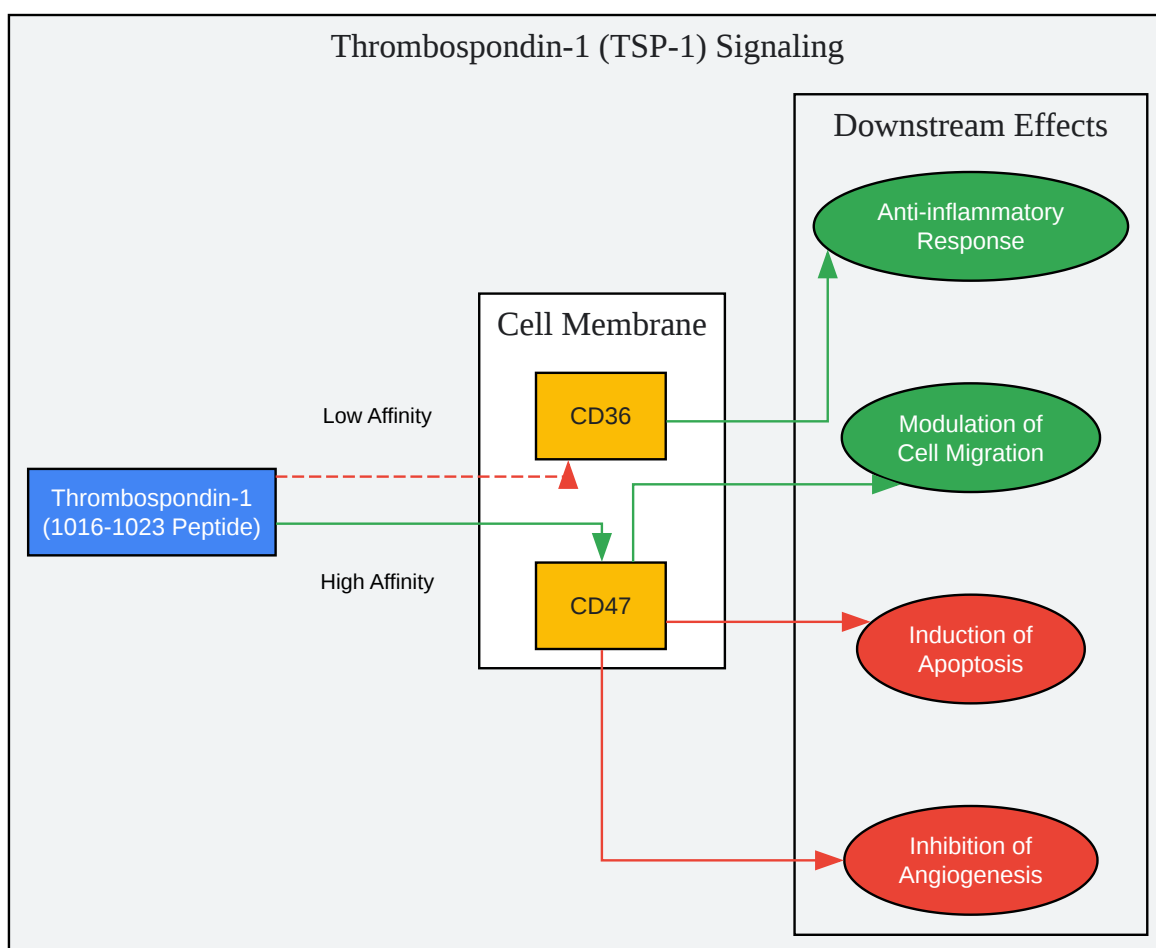 Thrombospondin-1 (TSP-1) Signaling
Downstream Effects
Anti-inflammatory
Response
Cell Membrane
Low Affinity
CD36
Modulation of
Cell Migration
Thrombospondin-1
(1016-1023 Peptide)
High Affinity
CD47
Induction of
Apoptosis
Inhibition of
Angiogenesis